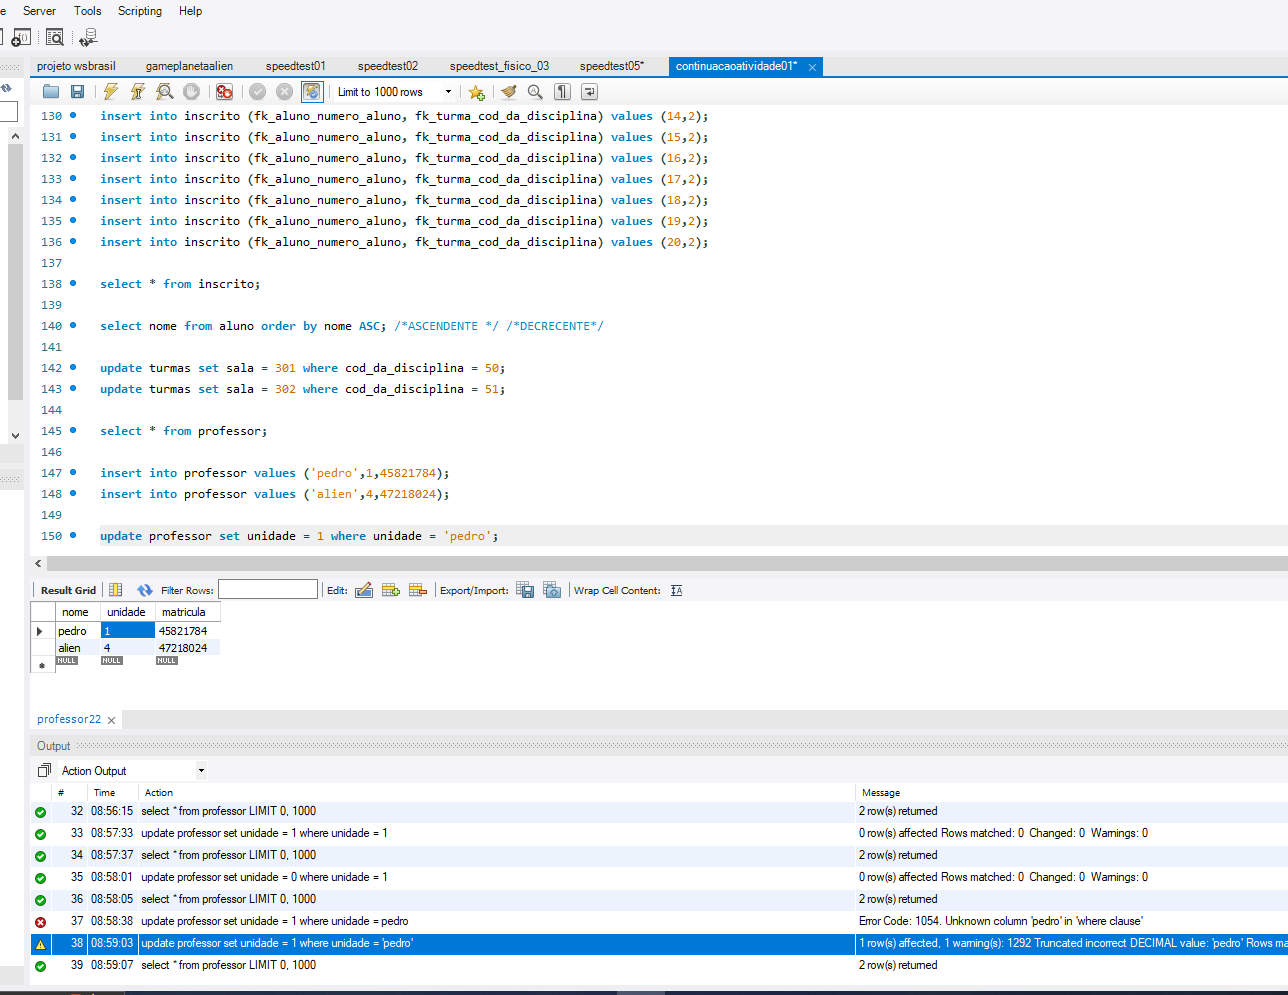 Server Tools Scripting Help
projeto wsbrasil gameplanetaalien speedtest01 speedtest02 speedtest_fisico_03 speedtest05* continuacaoatividade01*
Limit to 1000 rows
130 insert into inscrito (fk_aluno_numero_aluno, fk_turma_cod_da_disciplina) values (14,2);
131 insert into inscrito (fk_aluno_numero_aluno, fk_turma_cod_da_disciplina) values (15,2);
132 insert into inscrito (fk_aluno_numero_aluno, fk_turma_cod_da_disciplina) values (16,2);
133 insert into inscrito (fk_aluno_numero_aluno, fk_turma_cod_da_disciplina) values (17,2);
134 insert into inscrito (fk_aluno_numero_aluno, fk_turma_cod_da_disciplina) values (18,2);
135 insert into inscrito (fk_aluno_numero_aluno, fk_turma_cod_da_disciplina) values (19,2);
136 insert into inscrito (fk_aluno_numero_aluno, fk_turma_cod_da_disciplina) values (20,2);
137
138 select * from inscrito;
139
140 select nome from aluno order by nome ASC; /*ASCENDENTE */ /*DECRECENTE*/
141
142 update turmas set sala = 301 where cod_da_disciplina = 50;
143 update turmas set sala = 302 where cod_da_disciplina = 51;
144
145 select * from professor;
146
147 insert into professor values ('pedro',1,45821784);
148 insert into professor values ('alien',4,47218024);
149
150 update professor set unidade = 1 where unidade = 'pedro';
Result Grid Filter Rows: Edit: Export/Import: Wrap Cell Content:
nome unidade matricula
pedro 1 45821784
alien 4 47218024
NULL NULL NULL
professor22
Output
Action Output
# Time Action Message
32 08:56:15 select * from professor LIMIT 0, 1000 2 row(s) returned
33 08:57:33 update professor set unidade = 1 where unidade = 1 0 row(s) affected Rows matched: 0 Changed: 0 Warnings: 0
34 08:57:37 select * from professor LIMIT 0, 1000 2 row(s) returned
35 08:58:01 update professor set unidade = 0 where unidade = 1 0 row(s) affected Rows matched: 0 Changed: 0 Warnings: 0
36 08:58:05 select * from professor LIMIT 0, 1000 2 row(s) returned
37 08:58:38 update professor set unidade = 1 where unidade = pedro Error Code: 1054. Unknown column 'pedro' in 'where clause'
38 08:59:03 update professor set unidade = 1 where unidade = 'pedro' 1 row(s) affected, 1 warning(s): 1292 Truncated incorrect DECIMAL value: 'pedro' Rows ma
39 08:59:07 select * from professor LIMIT 0, 1000 2 row(s) returned